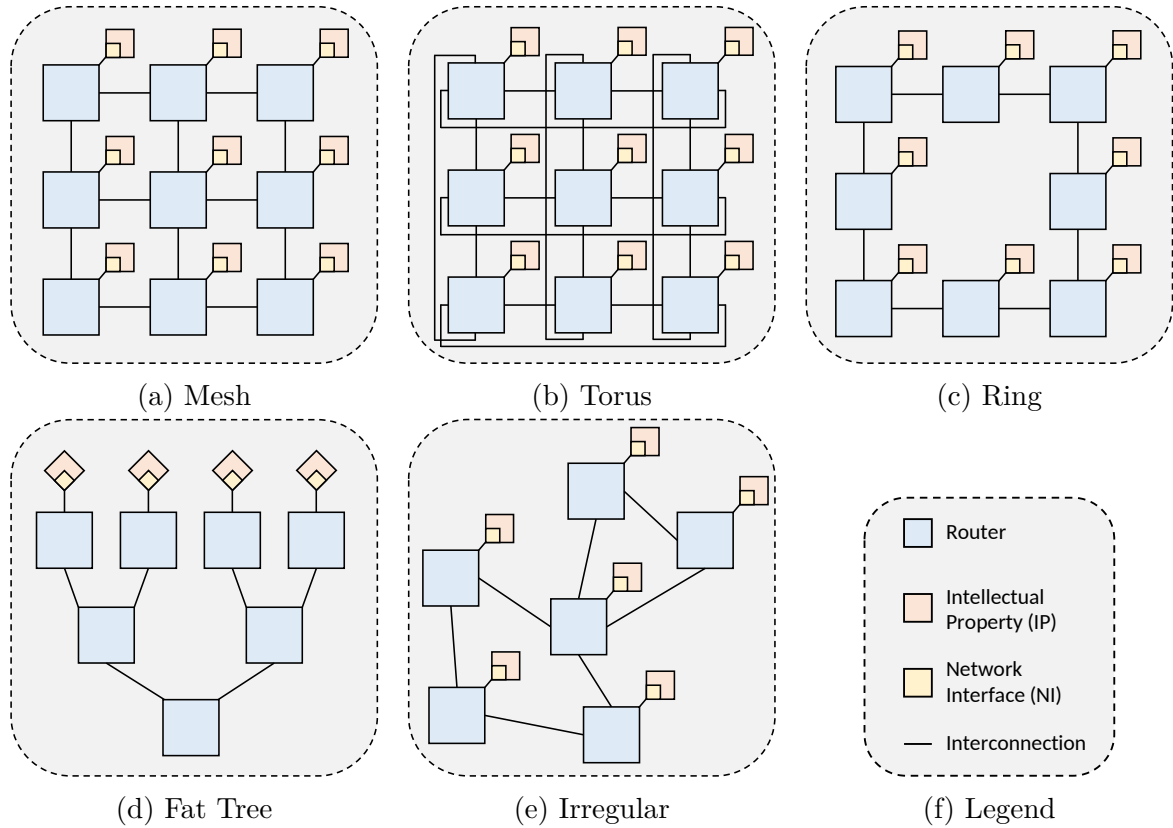 (a) Mesh
(b) Torus
(c) Ring
Router
Intellectual
Property (IP)
Network
Interface (NI)
Interconnection
(d) Fat Tree
(e) Irregular
(f) Legend